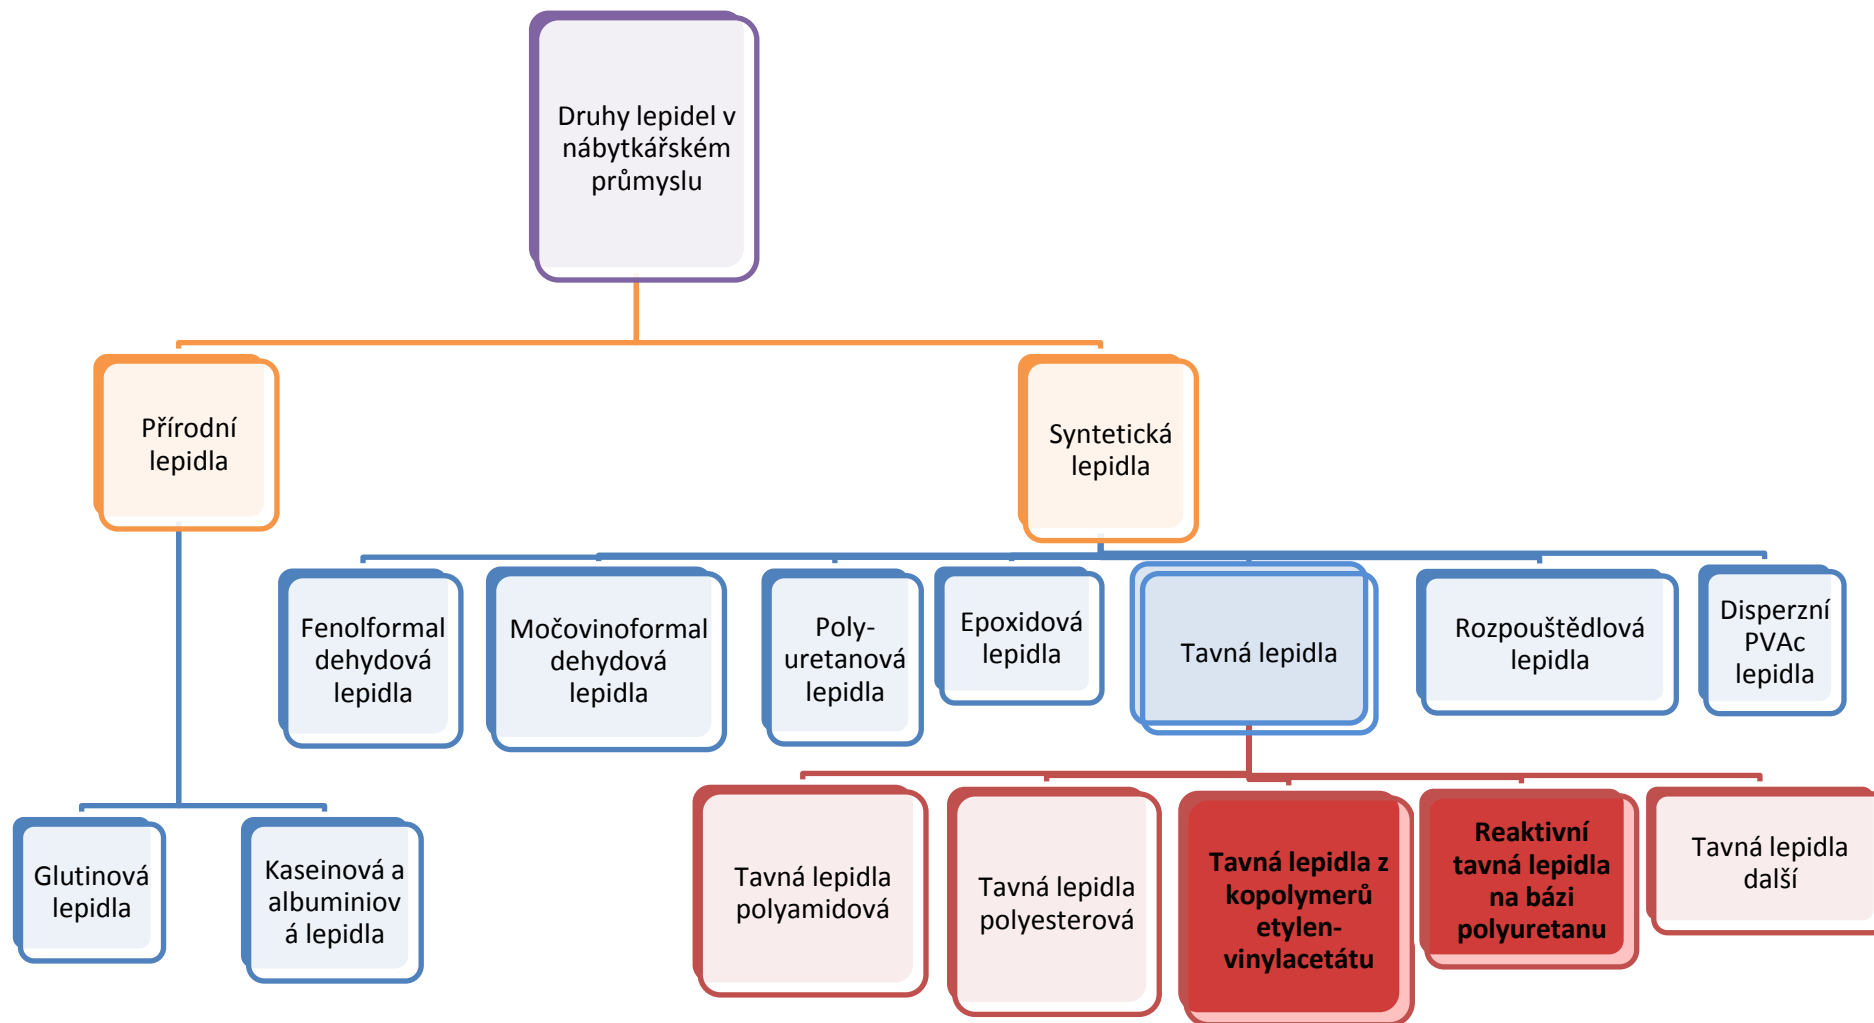 Druhy lepidel v
nábytkářském
průmyslu
Přírodní
lepidla
Syntetická
lepidla
Fenolformal
dehydová
lepidla
Močovinoformal
dehydová
lepidla
Poly-
uretanová
lepidla
Epoxidová
lepidla
Tavná lepidla
Rozpouštědlová
lepidla
Disperzní
PVAc
lepidla
Glutinová
lepidla
Kaseinová a
albuminiov
á lepidla
Tavná lepidla
polyamidová
Tavná lepidla
polyesterová
Tavná lepidla z
kopolymerů
etylen-
vinylacetátu
Reaktivní
tavná lepidla
na bázi
polyuretanu
Tavná lepidla
další